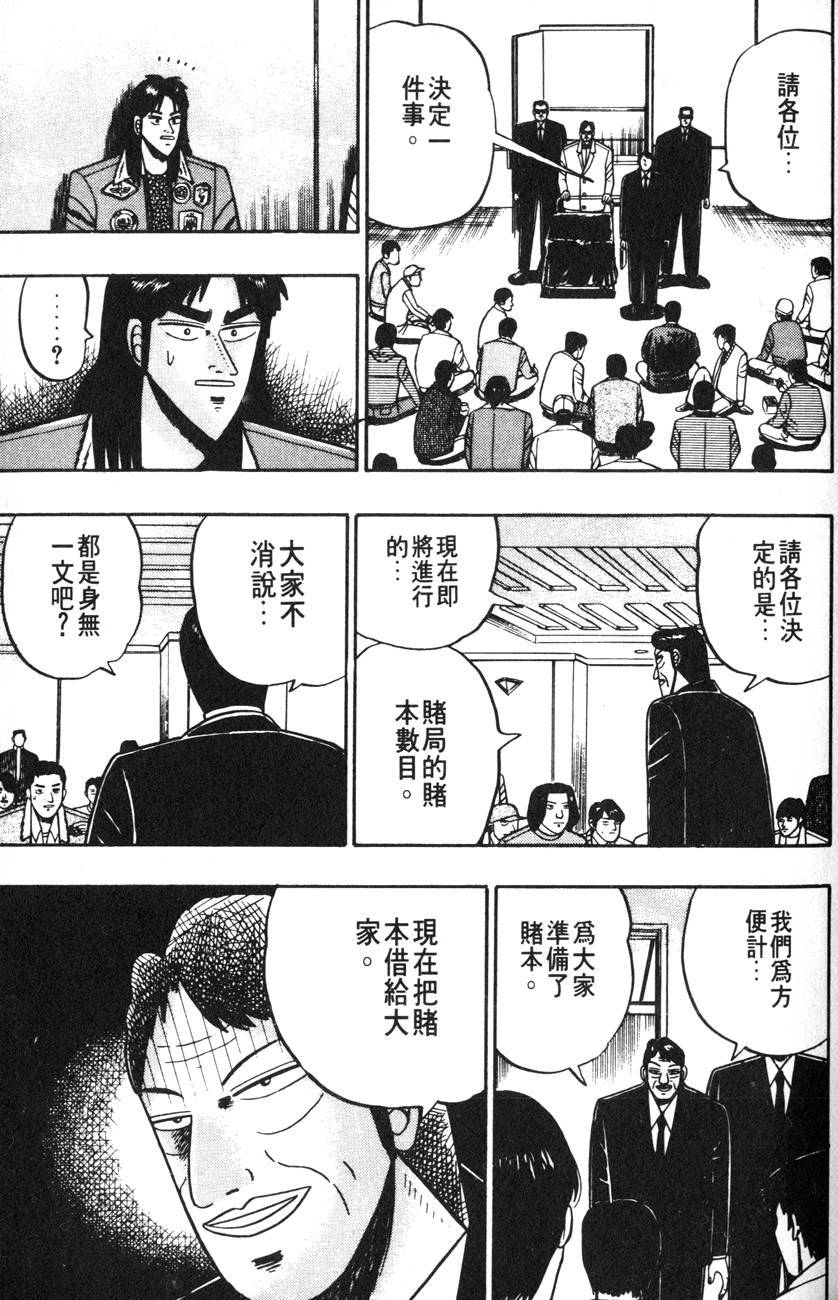 請各位…
決定一
件事。
……?
請各位決
定的是…
現在即
將進行
的…
賭局的賭
本數目。
大家不
消說…
都是身無
一文吧?
我們爲方
便計…
爲大家
準備了
賭本。
現在把賭
本借給大
家。